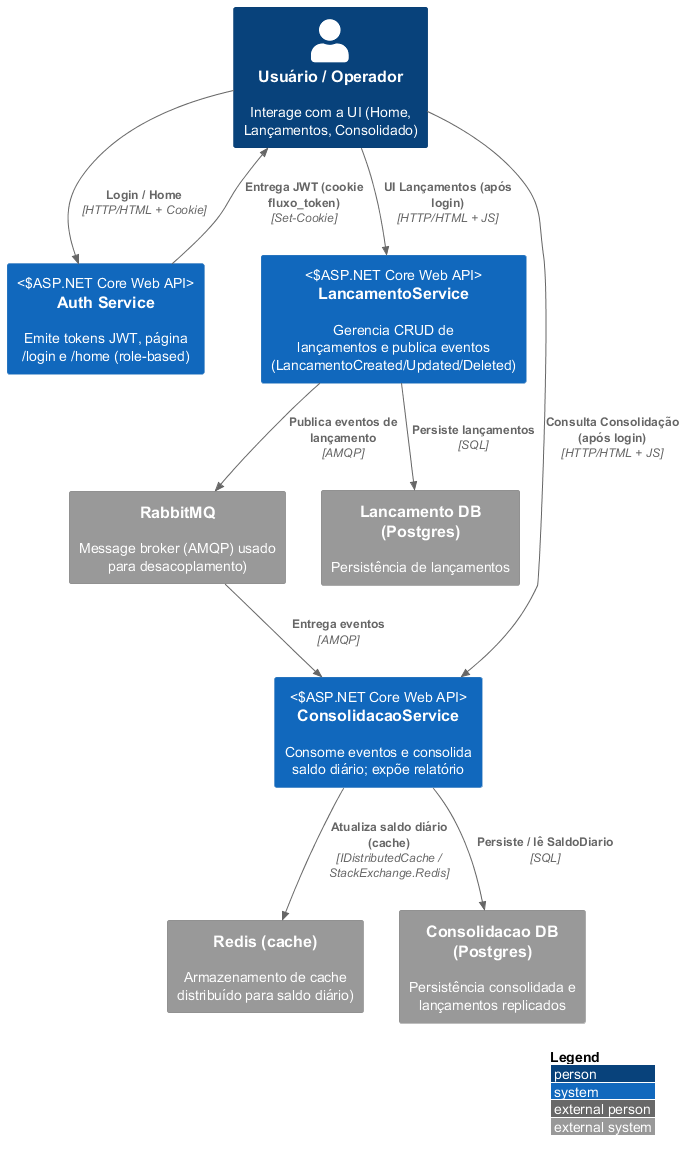 Usuário / Operador
Interage com a UI (Home,
Lançamentos, Consolidado)
Login / Home
[HTTP/HTML + Cookie]
Entrega JWT (cookie
fluxo_token)
[Set-Cookie]
UI Lançamentos (após
login)
[HTTP/HTML + JS]
<$ASP.NET Core Web API>
Auth Service
Emite tokens JWT, página
/login e /home (role-based)
<$ASP.NET Core Web API>
LancamentoService
Gerencia CRUD de
lançamentos e publica eventos
(LancamentoCreated/Updated/Deleted)
Publica eventos de
lançamento
[AMQP]
Persiste lançamentos
[SQL]
Consulta Consolidação
(após login)
[HTTP/HTML + JS]
RabbitMQ
Message broker (AMQP) usado
para desacoplamento)
Lancamento DB
(Postgres)
Persistência de lançamentos
Entrega eventos
[AMQP]
<$ASP.NET Core Web API>
ConsolidacaoService
Consome eventos e consolida
saldo diário; expõe relatório
Atualiza saldo diário
(cache)
[IDistributedCache /
StackExchange.Redis]
Persiste / lê SaldoDiario
[SQL]
Redis (cache)
Armazenamento de cache
distribuído para saldo diário)
Consolidacao DB
(Postgres)
Persistência consolidada e
lançamentos replicados
Legend
person
system
external person
external system